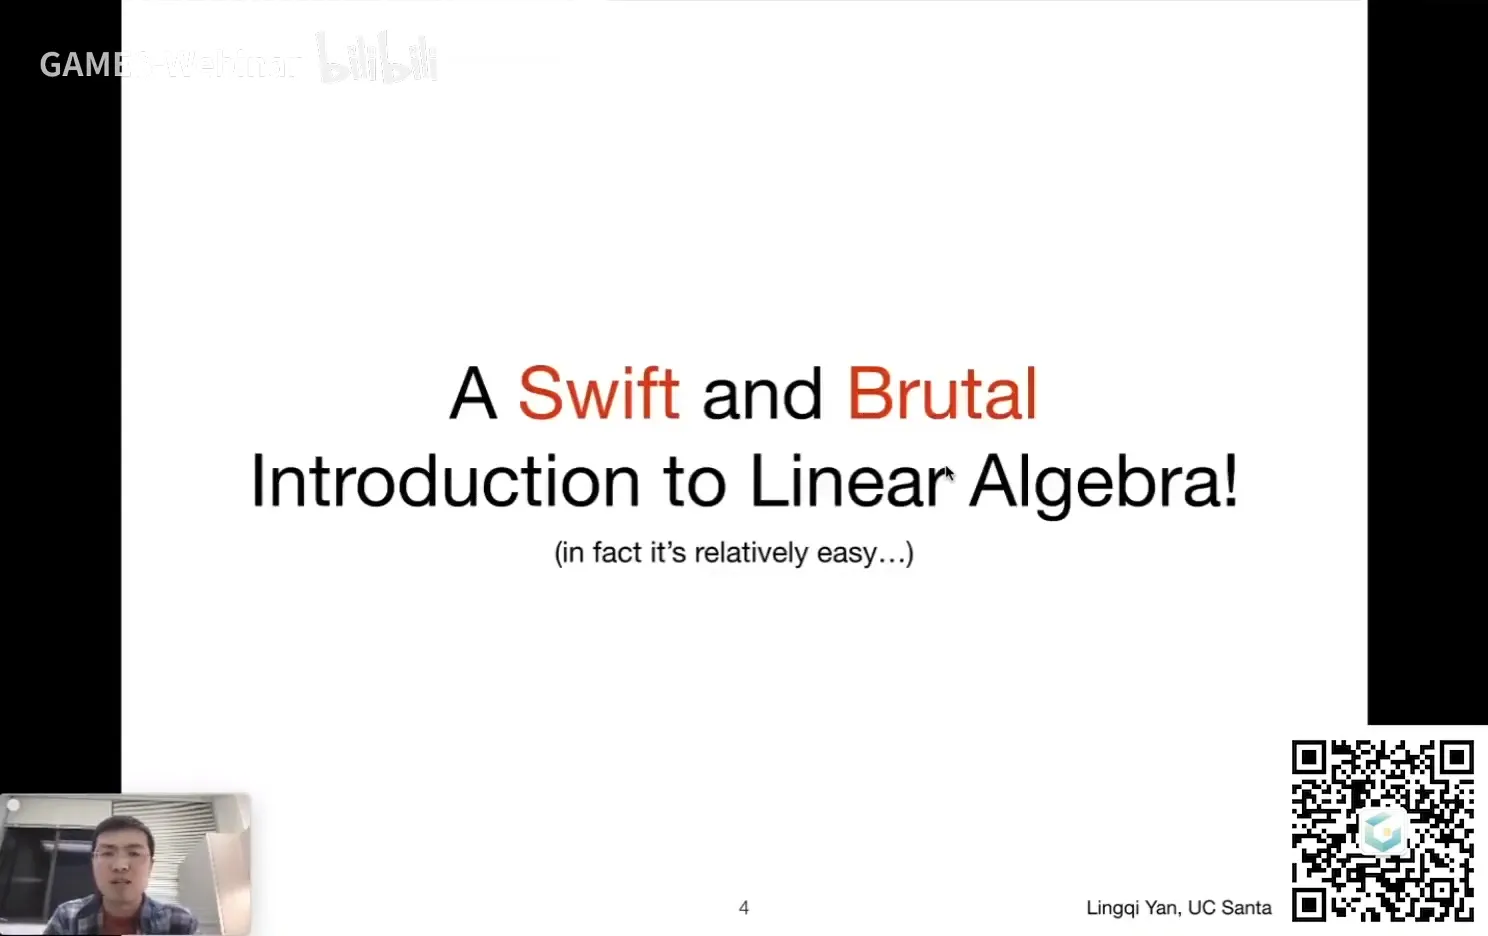 GAMES-Webinar bilibili
A Swift and Brutal
Introduction to Linear Algebra!
(in fact it's relatively easy…)
4
Lingqi Yan, UC Santa